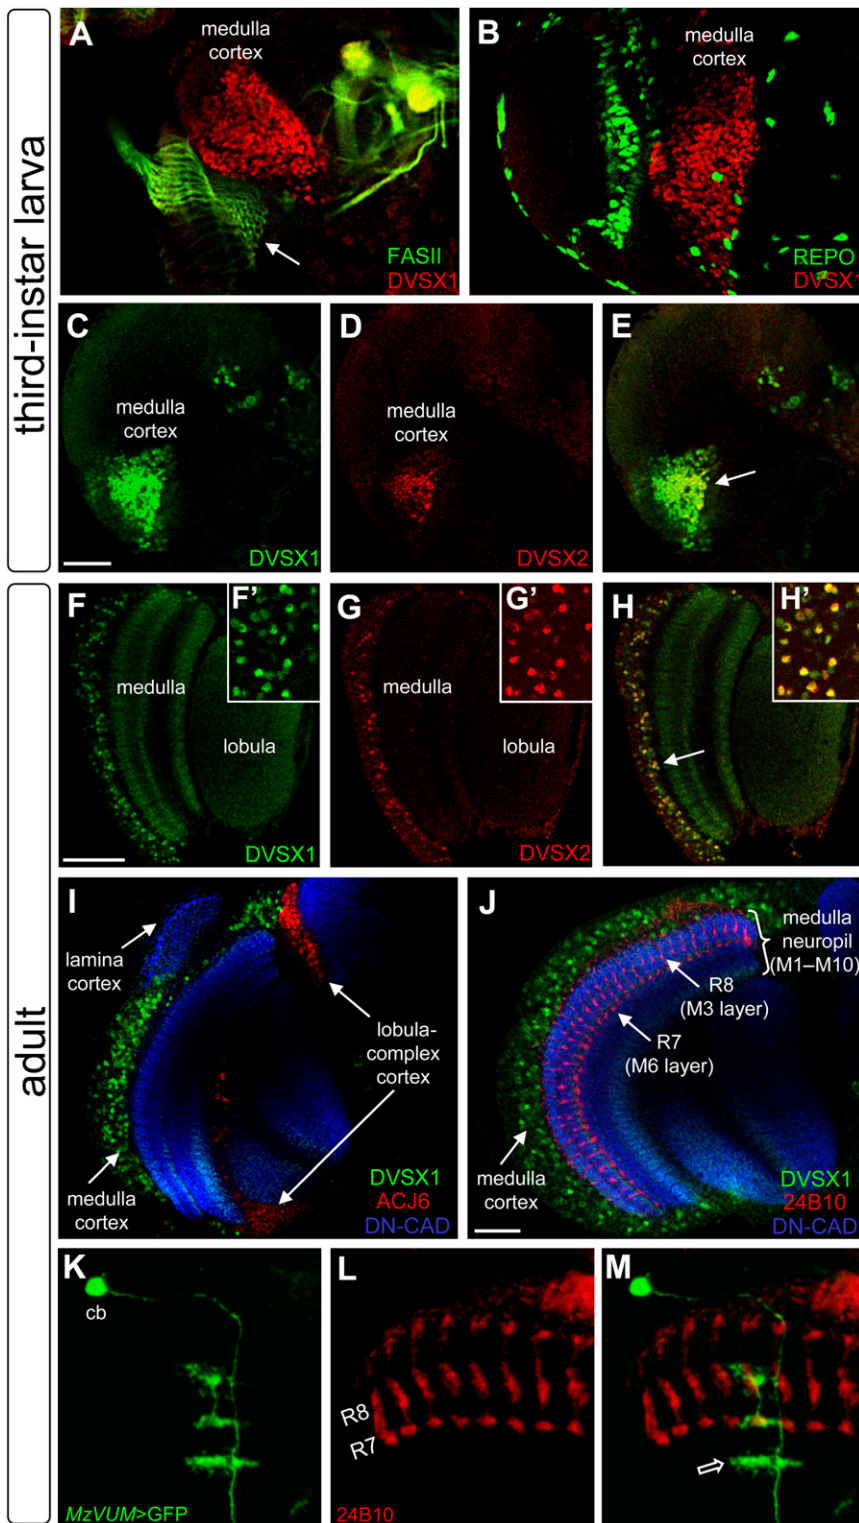 third-instar larva
A
medulla
cortex
FASII
DVSX1
B
medulla
cortex
REPO
DVSX1
C
medulla
cortex
DVSX1
D
medulla
cortex
DVSX2
E
adult
F
F'
medulla
lobula
DVSX1
G
G'
medulla
lobula
DVSX2
H
H'
I
lamina
cortex
lobula-
complex
cortex
medulla
cortex
DVSX1
ACJ6
DN-CAD
J
medulla
neuropil
(M1–M10)
R8
(M3 layer)
R7
(M6 layer)
medulla
cortex
DVSX1
24B10
DN-CAD
K
cb
MzVUM>GFP
L
R8
R7
24B10
M